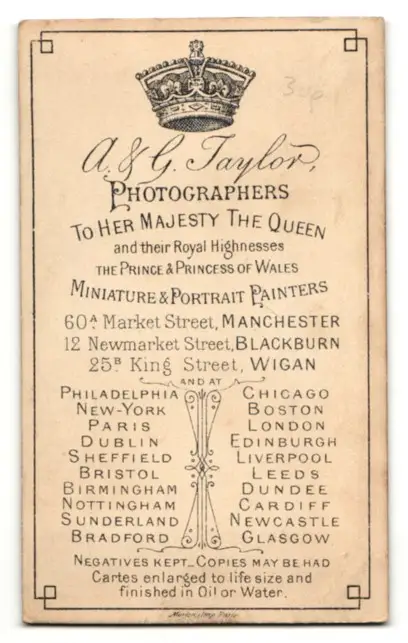 A. & G. Taylor,
PHOTOGRAPHERS
TO HER MAJESTY THE QUEEN
and their Royal Highnesses
THE PRINCE & PRINCESS OF WALES
MINIATURE & PORTRAIT PAINTERS
60A Market Street, MANCHESTER
12 Newmarket Street, BLACKBURN
25B King Street, WIGAN
AND AT
PHILADELPHIA CHICAGO
NEW-YORK BOSTON
PARIS LONDON
DUBLIN EDINBURGH
SHEFFIELD LIVERPOOL
BRISTOL LEEDS
BIRMINGHAM DUNDEE
NOTTINGHAM CARDIFF
SUNDERLAND NEWCASTLE
BRADFORD GLASGOW
NEGATIVES KEPT_COPIES MAY BE HAD
Cartes enlarged to life size and
finished in Oil or Water.